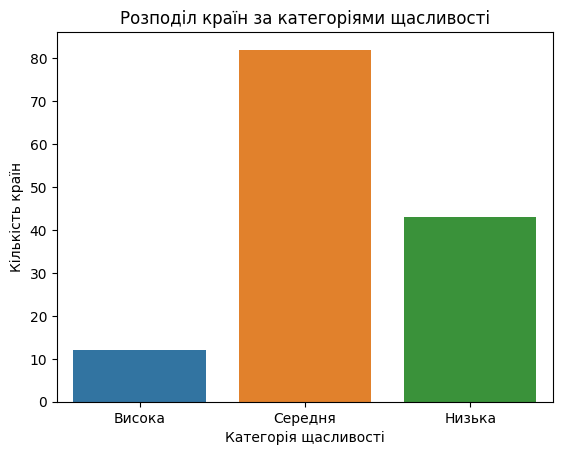 Розподіл країн за категоріями щасливості
Кількість країн
80
70
60
50
40
30
20
10
0
Висока
Середня
Низька
Категорія щасливості